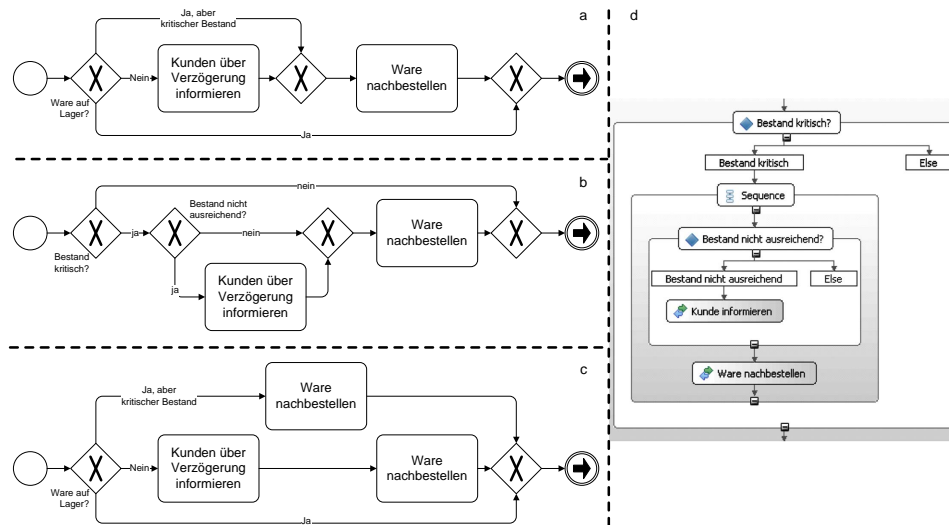 a
Ja, aber
kritischer Bestand
Nein
Kunden über
Verzögerung
informieren
Ware
nachbestellen
Ware auf
Lager?
Ja
b
nein
Bestand nicht
ausreichend?
ja
nein
Ware
nachbestellen
Bestand
kritisch?
ja
Kunden über
Verzögerung
informieren
c
Ja, aber
kritischer Bestand
Ware
nachbestellen
Nein
Kunden über
Verzögerung
informieren
Ware
nachbestellen
Ware auf
Lager?
Ja
d
Bestand kritisch?
Bestand kritisch
Else
Sequence
Bestand nicht ausreichend?
Bestand nicht ausreichend
Else
Kunde informieren
Ware nachbestellen